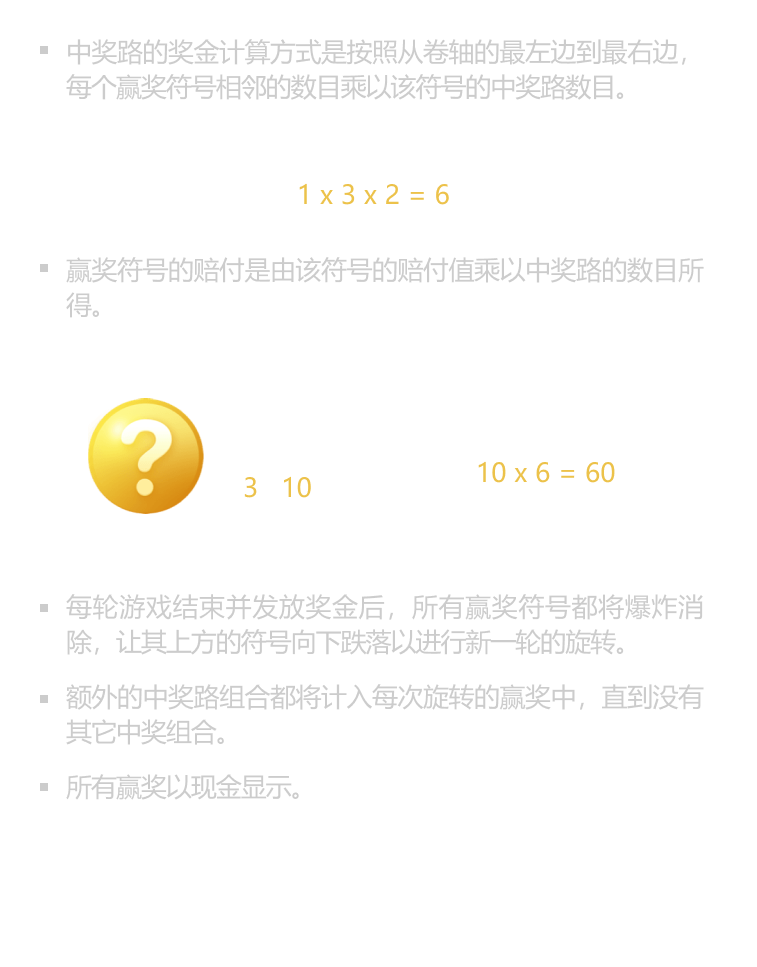 中奖路的奖金计算方式是按照从卷轴的最左边到最右边，
每个赢奖符号相邻的数目乘以该符号的中奖路数目。
1 x 3 x 2 = 6
赢奖符号的赔付是由该符号的赔付值乘以中奖路的数目所
得。
?
3 10
10 x 6 = 60
每轮游戏结束并发放奖金后，所有赢奖符号都将爆炸消
除，让其上方的符号向下跌落以进行新一轮的旋转。
额外的中奖路组合都将计入每次旋转的赢奖中，直到没有
其它中奖组合。
所有赢奖以现金显示。